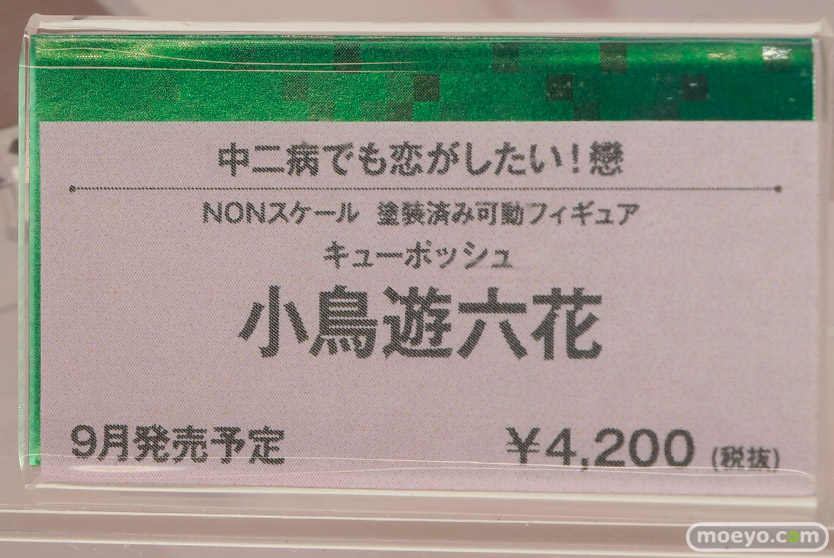 中二病でも恋がしたい！戀
NONスケール 塗装済み可動フィギュア
キューポッシュ
小鳥遊六花
9月発売予定
￥4,200 (税抜)
moeyo.com